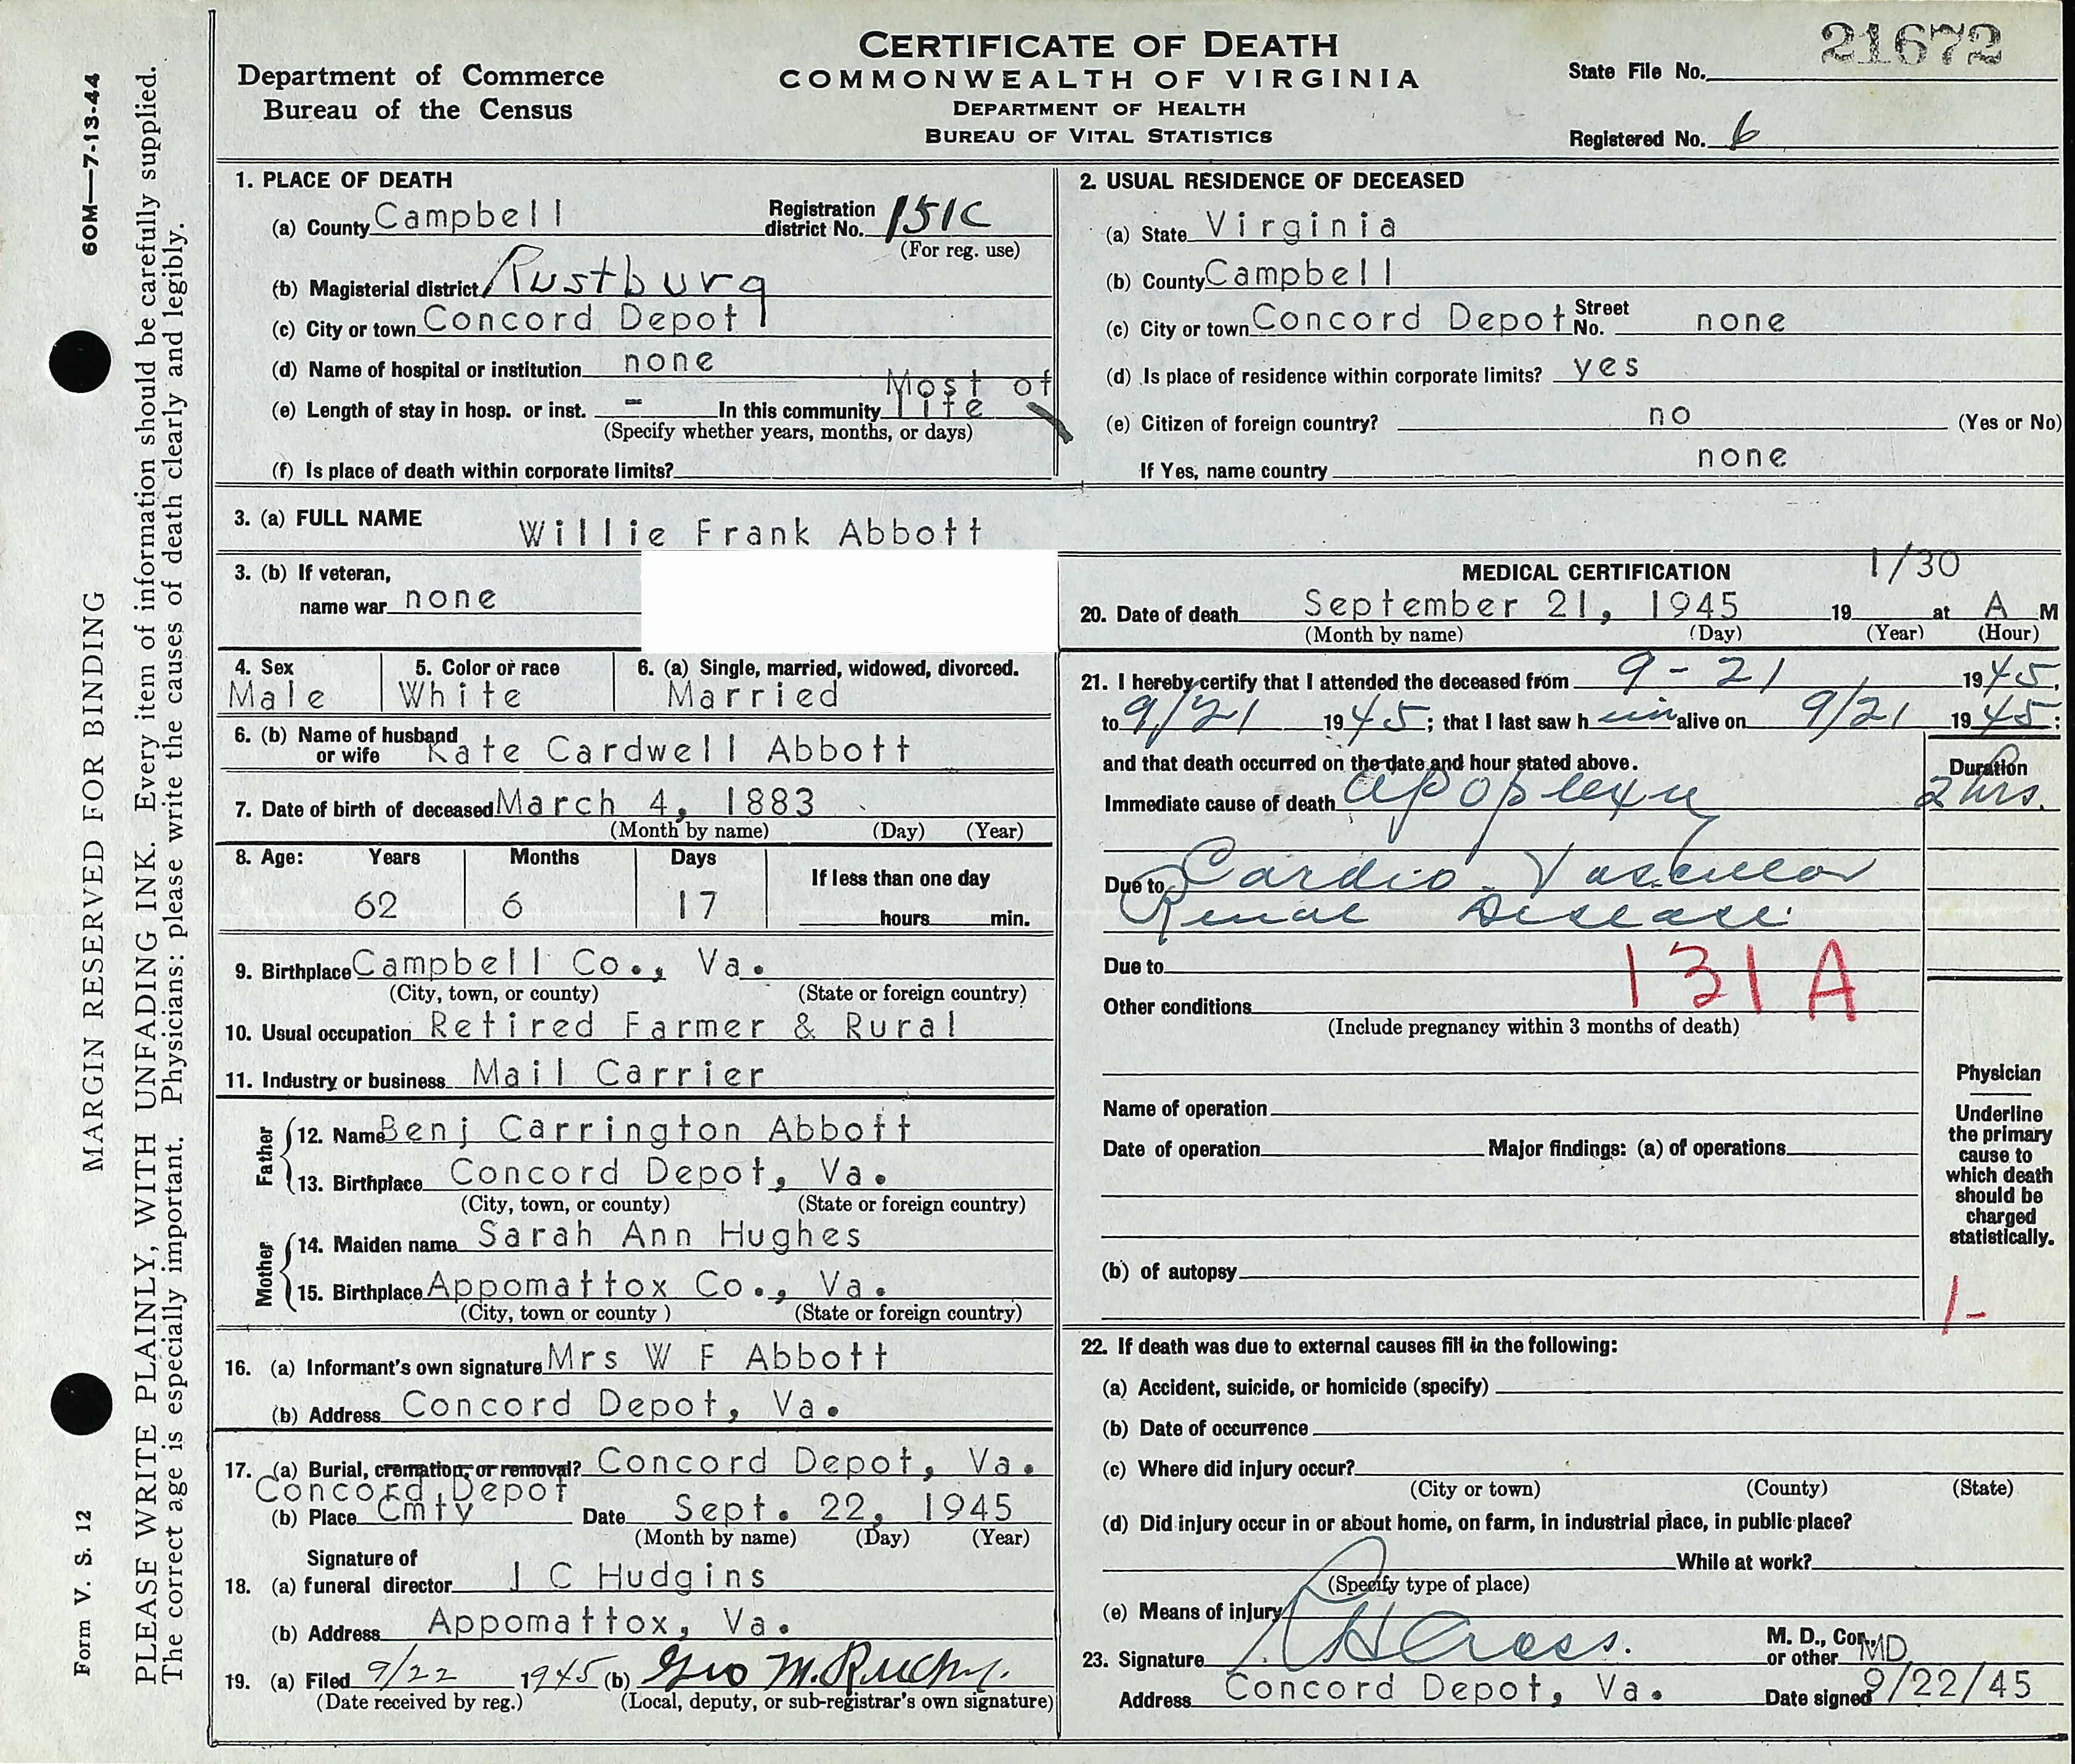 CERTIFICATE OF DEATH
COMMONWEALTH OF VIRGINIA
DEPARTMENT OF HEALTH
BUREAU OF VITAL STATISTICS
Department of Commerce
Bureau of the Census
State File No. 21672
Registered No. 6
60M—7-13-44
MARGIN RESERVED FOR BINDING
Form V. S. 12
PLEASE WRITE PLAINLY, WITH UNFADING INK. Every item of information should be carefully supplied.
The correct age is especially important. Physicians: please write the causes of death clearly and legibly.
1. PLACE OF DEATH
(a) County Campbell Registration district No. 151C
(For reg. use)
(b) Magisterial district Rustburg
(c) City or town Concord Depot
(d) Name of hospital or institution none
(e) Length of stay in hosp. or inst. - In this community Most of Life
(Specify whether years, months, or days)
(f) Is place of death within corporate limits?
2. USUAL RESIDENCE OF DECEASED
(a) State Virginia
(b) County Campbell
(c) City or town Concord Depot Street No. none
(d) Is place of residence within corporate limits? yes
(e) Citizen of foreign country? no (Yes or No)
If Yes, name country none
3. (a) FULL NAME Willie Frank Abbott
3. (b) If veteran, name war none
4. Sex Male
5. Color or race White
6. (a) Single, married, widowed, divorced. Married
6. (b) Name of husband or wife Kate Cardwell Abbott
7. Date of birth of deceased March 4, 1883
(Month by name) (Day) (Year)
8. Age: Years Months Days If less than one day
62 6 17 hours min.
9. Birthplace Campbell Co., Va.
(City, town, or county) (State or foreign country)
10. Usual occupation Retired Farmer & Rural
11. Industry or business Mail Carrier
Father
12. Name Benj Carrington Abbott
13. Birthplace Concord Depot, Va.
(City, town, or county) (State or foreign country)
Mother
14. Maiden name Sarah Ann Hughes
15. Birthplace Appomattox Co., Va.
(City, town or county ) (State or foreign country)
16. (a) Informant's own signature Mrs W F Abbott
(b) Address Concord Depot, Va.
17. (a) Burial, cremation, or removal? Concord Depot, Va.
Concord Depot
(b) Place Cmty Date Sept. 22, 1945
(Month by name) (Day) (Year)
Signature of
18. (a) funeral director J C Hudgins
(b) Address Appomattox, Va.
19. (a) Filed 9/22 1945 (b) Geo M.
(Date received by reg.) (Local, deputy, or sub-registrar's own signature)
MEDICAL CERTIFICATION
1/30
20. Date of death September 21, 1945 19 at A M
(Month by name) (Day) (Year) (Hour)
21. I hereby certify that I attended the deceased from 9-21 1945,
to 9/21 1945; that I last saw h im alive on 9/21 1945:
and that death occurred on the date and hour stated above.
Duration
Immediate cause of death apoplexy 2 hrs.
Due to Cardio-Vascular
Renal Disease.
Due to
131A
Other conditions
(Include pregnancy within 3 months of death)
Name of operation
Date of operation Major findings: (a) of operations
(b) of autopsy
Physician
Underline
the primary
cause to
which death
should be
charged
statistically.
1-
22. If death was due to external causes fill in the following:
(a) Accident, suicide, or homicide (specify)
(b) Date of occurrence
(c) Where did injury occur?
(City or town) (County) (State)
(d) Did injury occur in or about home, on farm, in industrial place, in public place?
While at work?
(Specify type of place)
(e) Means of injury
23. Signature Cross. M. D., Cor., or other MD
Address Concord Depot, Va. Date signed 9/22/45